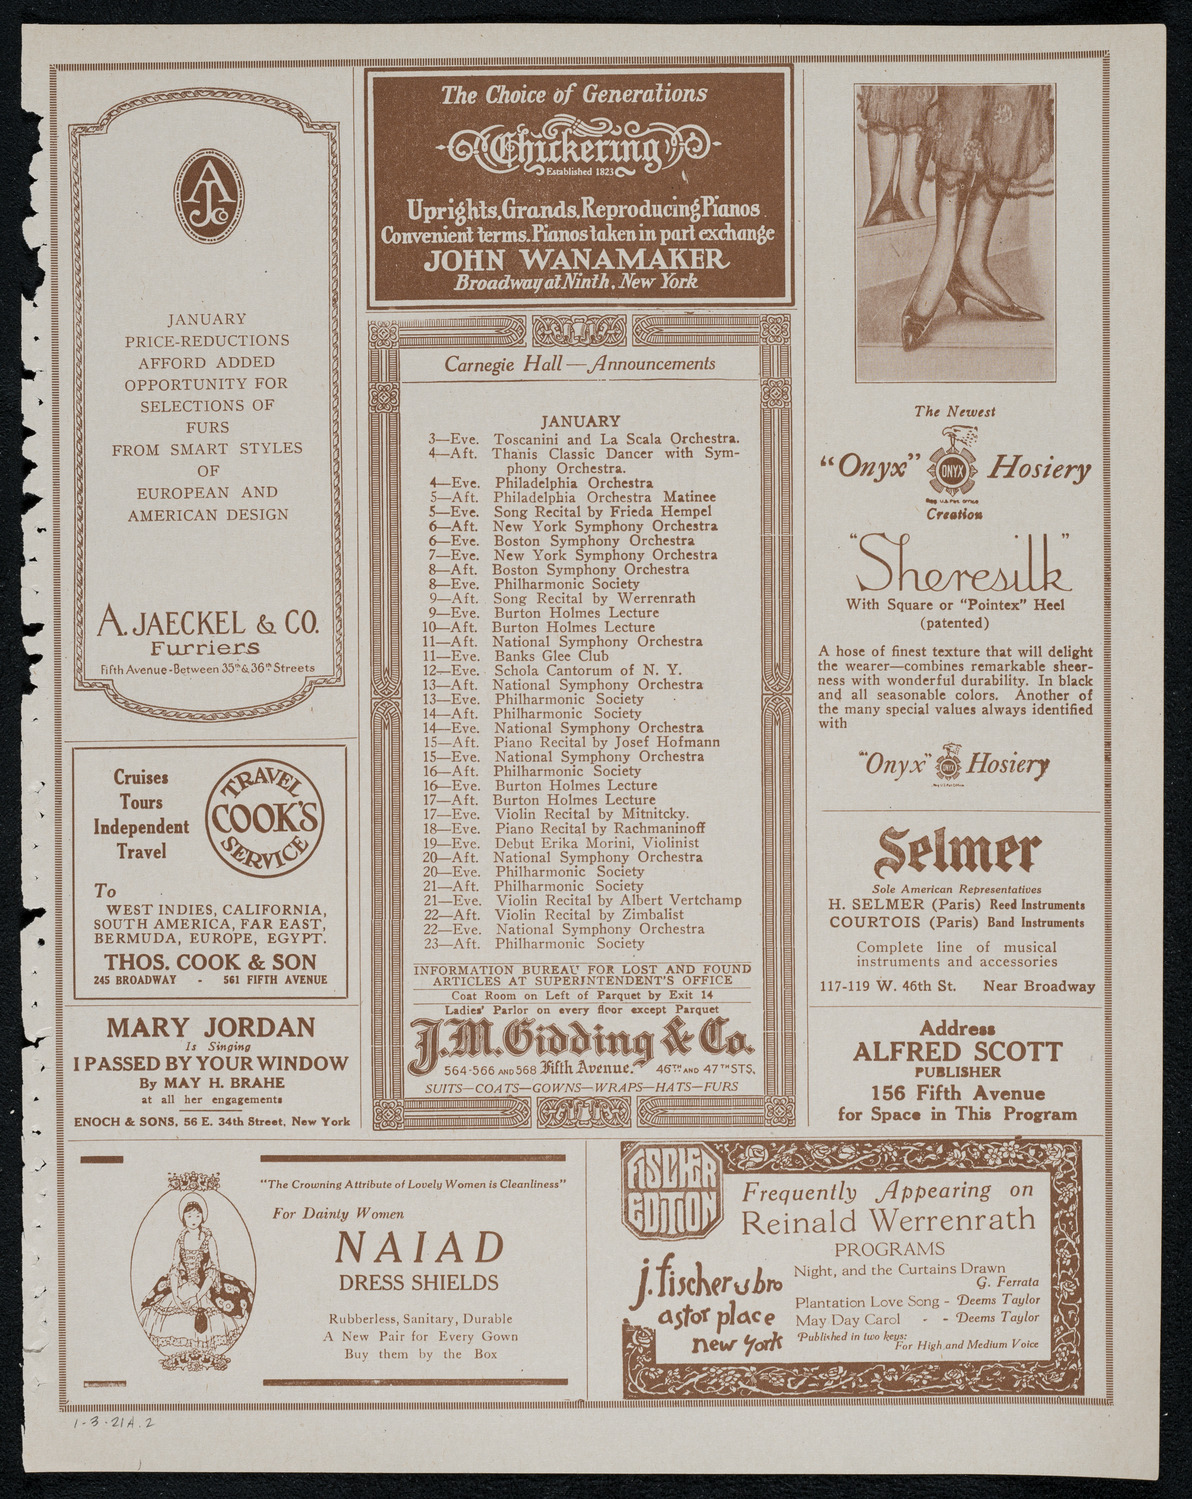 AJCo
JANUARY
PRICE-REDUCTIONS
AFFORD ADDED
OPPORTUNITY FOR
SELECTIONS OF
FURS
FROM SMART STYLES
OF
EUROPEAN AND
AMERICAN DESIGN
A. JAECKEL & CO.
Furriers
Fifth Avenue-Between 35th & 36th Streets
Cruises
Tours
Independent
Travel
TRAVEL
COOK'S
SERVICE
To
WEST INDIES, CALIFORNIA,
SOUTH AMERICA, FAR EAST,
BERMUDA, EUROPE, EGYPT.
THOS. COOK & SON
245 BROADWAY - 561 FIFTH AVENUE
MARY JORDAN
Is Singing
I PASSED BY YOUR WINDOW
By MAY H. BRAHE
at all her engagements
ENOCH & SONS, 56 E. 34th Street, New York
The Choice of Generations
Chickering
Established 1823
Uprights, Grands, Reproducing Pianos
Convenient terms. Pianos taken in part exchange
JOHN WANAMAKER
Broadway at Ninth, New York
Carnegie Hall — Announcements
JANUARY
3—Eve. Toscanini and La Scala Orchestra.
4—Aft. Thanis Classic Dancer with Sym-
phony Orchestra.
4—Eve. Philadelphia Orchestra
5—Aft. Philadelphia Orchestra Matinee
5—Eve. Song Recital by Frieda Hempel
6—Aft. New York Symphony Orchestra
6—Eve. Boston Symphony Orchestra
7—Eve. New York Symphony Orchestra
8—Aft. Boston Symphony Orchestra
8—Eve. Philharmonic Society
9—Aft. Song Recital by Werrenrath
9—Eve. Burton Holmes Lecture
10—Aft. Burton Holmes Lecture
11—Aft. National Symphony Orchestra
11—Eve. Banks Glee Club
12—Eve. Schola Cantorum of N. Y.
13—Aft. National Symphony Orchestra
13—Eve. Philharmonic Society
14—Aft. Philharmonic Society
14—Eve. National Symphony Orchestra
15—Aft. Piano Recital by Josef Hofmann
15—Eve. National Symphony Orchestra
16—Aft. Philharmonic Society
16—Eve. Burton Holmes Lecture
17—Aft. Burton Holmes Lecture
17—Eve. Violin Recital by Mitnitcky.
18—Eve. Piano Recital by Rachmaninoff
19—Eve. Debut Erika Morini, Violinist
20—Aft. National Symphony Orchestra
20—Eve. Philharmonic Society
21—Aft. Philharmonic Society
21—Eve. Violin Recital by Albert Vertchamp
22—Aft. Violin Recital by Zimbalist
22—Eve. National Symphony Orchestra
23—Aft. Philharmonic Society
INFORMATION BUREAU FOR LOST AND FOUND
ARTICLES AT SUPERINTENDENT'S OFFICE
Coat Room on Left of Parquet by Exit 14
Ladies' Parlor on every floor except Parquet
J.M. Gidding & Co.
564-566 AND 568 Fifth Avenue. 46TH AND 47TH STS.
SUITS—COATS—GOWNS—WRAPS—HATS—FURS
The Newest
"Onyx" ONYX Hosiery
Reg. U.S. Pat. Office
Creation
"Sheresilk"
With Square or "Pointex" Heel
(patented)
A hose of finest texture that will delight
the wearer—combines remarkable sheer-
ness with wonderful durability. In black
and all seasonable colors. Another of
the many special values always identified
with
"Onyx" ONYX Hosiery
Selmer
Sole American Representatives
H. SELMER (Paris) Reed Instruments
COURTOIS (Paris) Band Instruments
Complete line of musical
instruments and accessories
117-119 W. 46th St. Near Broadway
Address
ALFRED SCOTT
PUBLISHER
156 Fifth Avenue
for Space in This Program
"The Crowning Attribute of Lovely Women is Cleanliness"
For Dainty Women
NAIAD
DRESS SHIELDS
Rubberless, Sanitary, Durable
A New Pair for Every Gown
Buy them by the Box
FISCHER
EDITION
j. fischer & bro
astor place
new york
Frequently Appearing on
Reinald Werrenrath
PROGRAMS
Night, and the Curtains Drawn
G. Ferrata
Plantation Love Song - Deems Taylor
May Day Carol - - Deems Taylor
Published in two keys:
For High and Medium Voice
1-3-21A.2